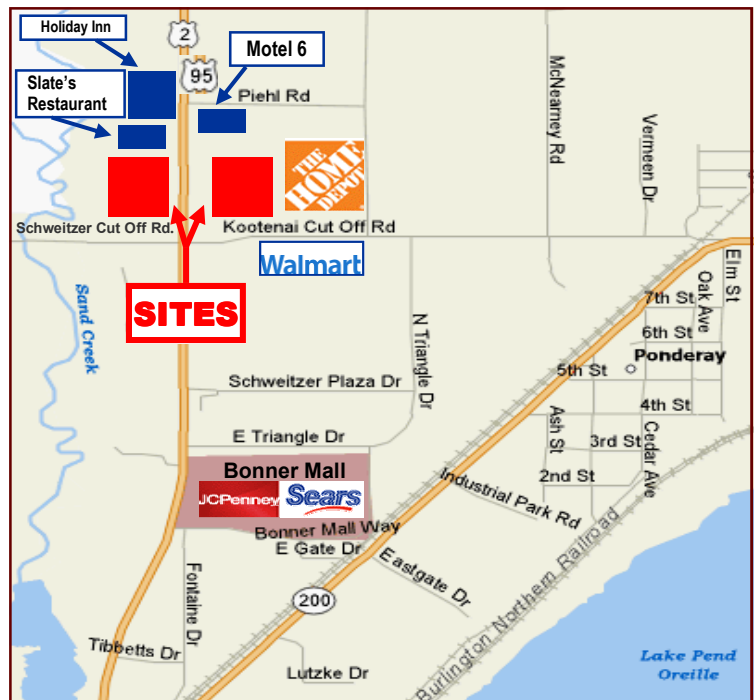 Holiday Inn
2
Motel 6
95
Slate's
Restaurant
Piehl Rd
McNearney Rd
Vermeen Dr
THE
HOME
DEPOT
Schweitzer Cut Off Rd.
Kootenai Cut Off Rd
Walmart
Elm St
Oak Ave
Sand Creek
SITES
7th St
6th St
N Triangle Dr
Ponderay
5th St
Schweitzer Plaza Dr
4th St
Ash St
Cedar Ave
3rd St
E Triangle Dr
2nd St
Bonner Mall
JCPenney
Sears
Industrial Park Rd
Bonner Mall Way
E Gate Dr
Eastgate Dr
Burlington Northern Railroad
Fontaine Dr
200
Tibbetts Dr
Lutzke Dr
Lake Pend
Oreille